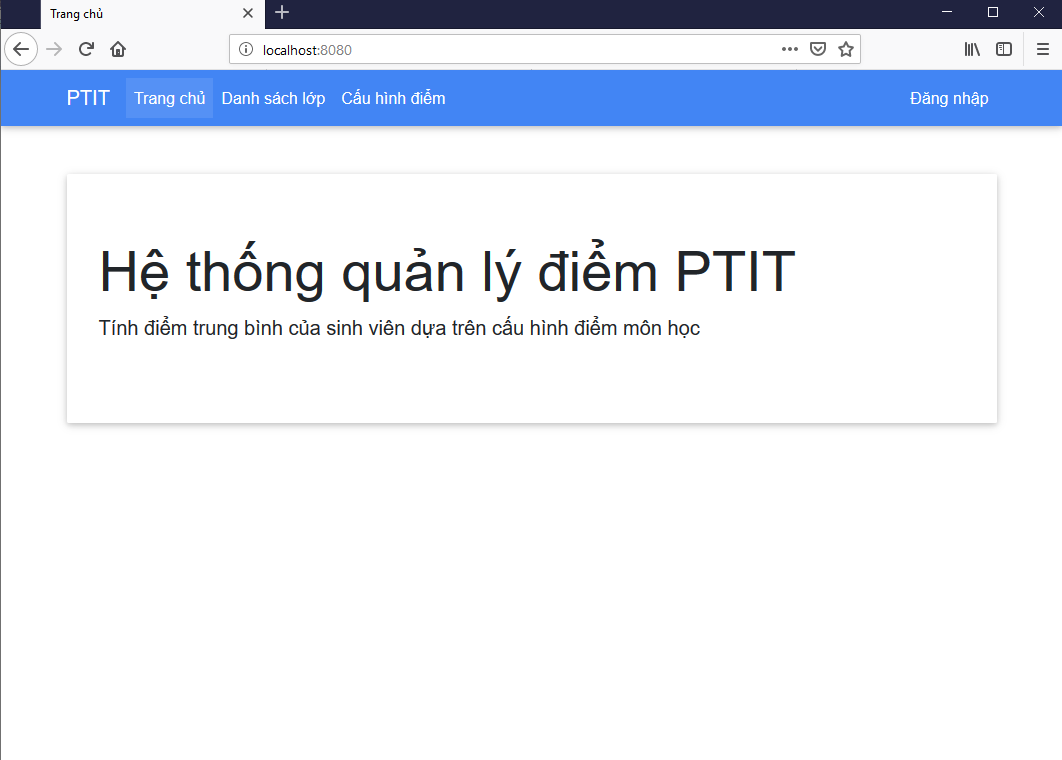 Trang chủ
localhost:8080
PTIT Trang chủ Danh sách lớp Cấu hình điểm Đăng nhập
Hệ thống quản lý điểm PTIT
Tính điểm trung bình của sinh viên dựa trên cấu hình điểm môn học